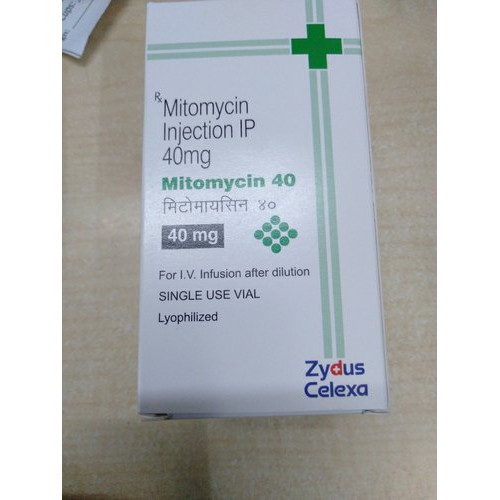 Rx Mitomycin
Injection IP
40mg
Mitomycin 40
मिटोमायसिन ४०
40 mg
For I.V. Infusion after dilution
SINGLE USE VIAL
Lyophilized
Zydus
Celexa